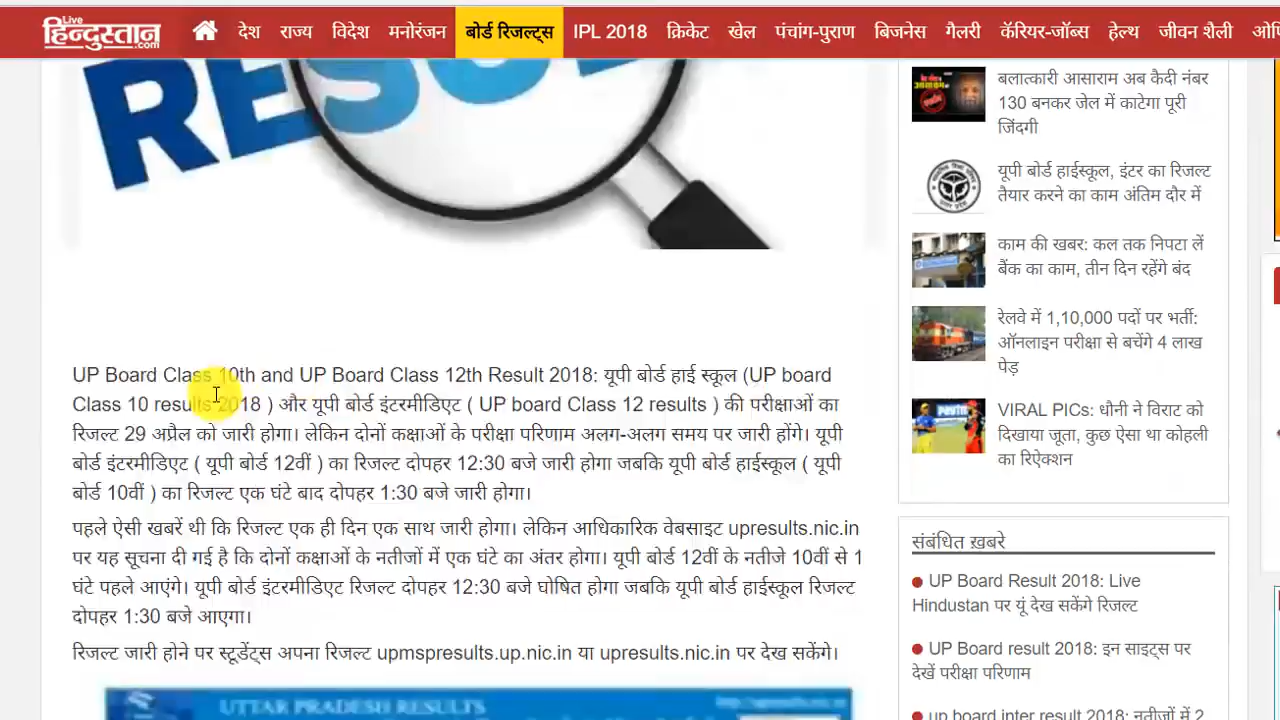 Live
हिन्दुस्तान
.com
देश राज्य विदेश मनोरंजन बोर्ड रिजल्ट्स IPL 2018 क्रिकेट खेल पंचांग-पुराण बिजनेस गैलरी कॅरियर-जॉब्स हेल्थ जीवन शैली
UP Board Class 10th and UP Board Class 12th Result 2018: यूपी बोर्ड हाई स्कूल (UP board
Class 10 results 2018 ) और यूपी बोर्ड इंटरमीडिएट ( UP board Class 12 results ) की परीक्षाओं का
रिजल्ट 29 अप्रैल को जारी होगा। लेकिन दोनों कक्षाओं के परीक्षा परिणाम अलग-अलग समय पर जारी होंगे। यूपी
बोर्ड इंटरमीडिएट ( यूपी बोर्ड 12वीं ) का रिजल्ट दोपहर 12:30 बजे जारी होगा जबकि यूपी बोर्ड हाईस्कूल ( यूपी
बोर्ड 10वीं ) का रिजल्ट एक घंटे बाद दोपहर 1:30 बजे जारी होगा।
पहले ऐसी खबरें थी कि रिजल्ट एक ही दिन एक साथ जारी होगा। लेकिन आधिकारिक वेबसाइट upresults.nic.in
पर यह सूचना दी गई है कि दोनों कक्षाओं के नतीजों में एक घंटे का अंतर होगा। यूपी बोर्ड 12वीं के नतीजे 10वीं से 1
घंटे पहले आएंगे। यूपी बोर्ड इंटरमीडिएट रिजल्ट दोपहर 12:30 बजे घोषित होगा जबकि यूपी बोर्ड हाईस्कूल रिजल्ट
दोपहर 1:30 बजे आएगा।
रिजल्ट जारी होने पर स्टूडेंट्स अपना रिजल्ट upmspresults.up.nic.in या upresults.nic.in पर देख सकेंगे।
UTTAR PRADESH RESULTS
बलात्कारी आसाराम अब कैदी नंबर
130 बनकर जेल में काटेगा पूरी
जिंदगी
यूपी बोर्ड हाईस्कूल, इंटर का रिजल्ट
तैयार करने का काम अंतिम दौर में
काम की खबर: कल तक निपटा लें
बैंक का काम, तीन दिन रहेंगे बंद
रेलवे में 1,10,000 पदों पर भर्ती:
ऑनलाइन परीक्षा से बचेंगे 4 लाख
पेड़
VIRAL PICs: धौनी ने विराट को
दिखाया जूता, कुछ ऐसा था कोहली
का रिऐक्शन
संबंधित ख़बरे
UP Board Result 2018: Live
Hindustan पर यूं देख सकेंगे रिजल्ट
UP Board result 2018: इन साइट्स पर
देखें परीक्षा परिणाम
up board inter result 2018: नतीजों में 2